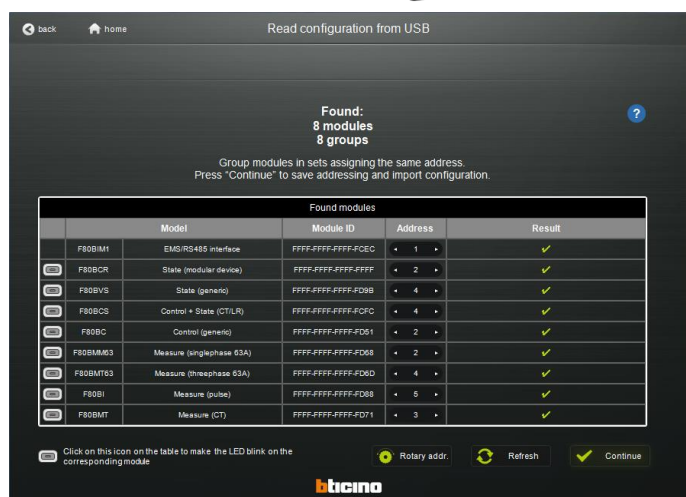 back home Read configuration from USB
Found:
8 modules
8 groups
?
Group modules in sets assigning the same address.
Press "Continue" to save addressing and import configuration.
Found modules
Model Module ID Address Result
F80BIM1 EMS/RS485 interface FFFF-FFFF-FFFF-FCEC 1
F80BCR State (modular device) FFFF-FFFF-FFFF-FFFF 2
F80BVS State (generic) FFFF-FFFF-FFFF-FD9B 4
F80BCS Control + State (CT/LR) FFFF-FFFF-FFFF-FCFC 4
F80BC Control (generic) FFFF-FFFF-FFFF-FD51 2
F80BMM63 Measure (singlephase 63A) FFFF-FFFF-FFFF-FD68 2
F80BMT63 Measure (threephase 63A) FFFF-FFFF-FFFF-FD6D 4
F80BI Measure (pulse) FFFF-FFFF-FFFF-FD88 5
F80BMT Measure (CT) FFFF-FFFF-FFFF-FD71 3
Click on this icon on the table to make the LED blink on the
corresponding module
Rotary addr. Refresh Continue
bticino